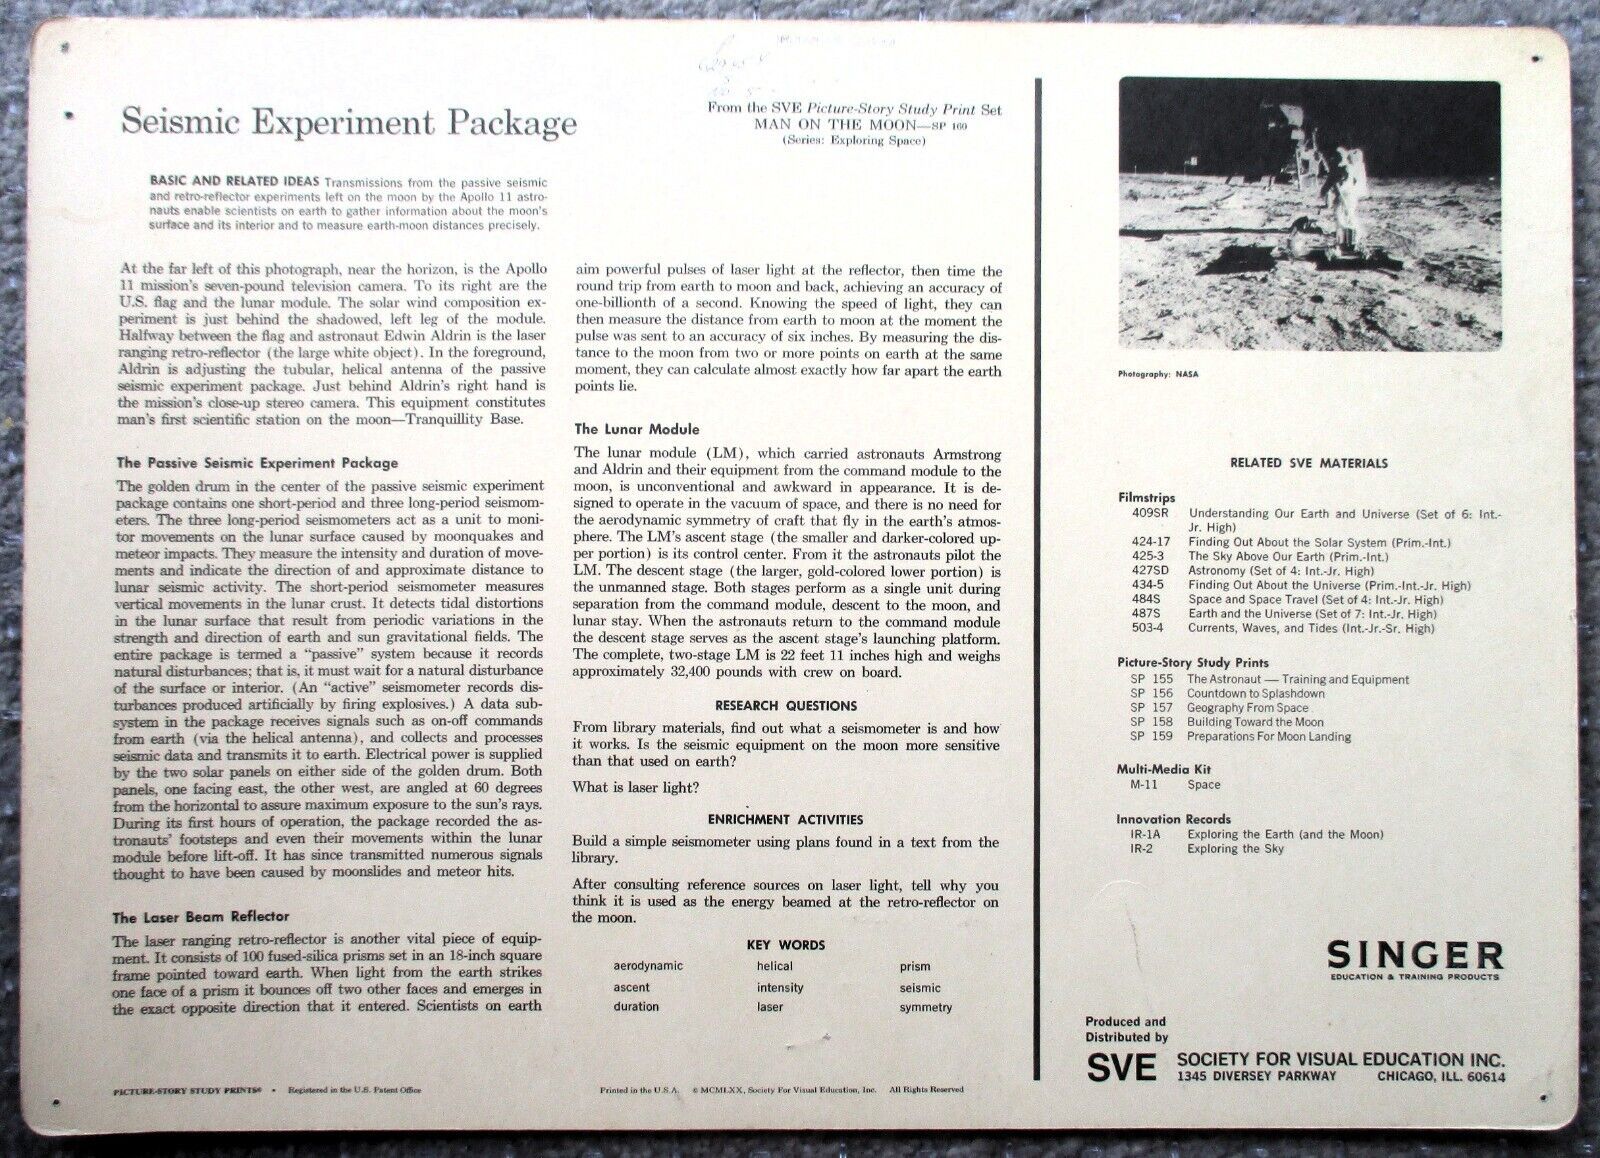 Seismic Experiment Package
From the SVE Picture-Story Study Print Set
MAN ON THE MOON—SP 160
(Series: Exploring Space)
BASIC AND RELATED IDEAS Transmissions from the passive seismic
and retro-reflector experiments left on the moon by the Apollo 11 astro-
nauts enable scientists on earth to gather information about the moon's
surface and its interior and to measure earth-moon distances precisely.
At the far left of this photograph, near the horizon, is the Apollo
11 mission's seven-pound television camera. To its right are the
U.S. flag and the lunar module. The solar wind composition ex-
periment is just behind the shadowed, left leg of the module.
Halfway between the flag and astronaut Edwin Aldrin is the laser
ranging retro-reflector (the large white object). In the foreground,
Aldrin is adjusting the tubular, helical antenna of the passive
seismic experiment package. Just behind Aldrin's right hand is
the mission's close-up stereo camera. This equipment constitutes
man's first scientific station on the moon—Tranquillity Base.
The Passive Seismic Experiment Package
The golden drum in the center of the passive seismic experiment
package contains one short-period and three long-period seismom-
eters. The three long-period seismometers act as a unit to moni-
tor movements on the lunar surface caused by moonquakes and
meteor impacts. They measure the intensity and duration of move-
ments and indicate the direction of and approximate distance to
lunar seismic activity. The short-period seismometer measures
vertical movements in the lunar crust. It detects tidal distortions
in the lunar surface that result from periodic variations in the
strength and direction of earth and sun gravitational fields. The
entire package is termed a "passive" system because it records
natural disturbances; that is, it must wait for a natural disturbance
of the surface or interior. (An "active" seismometer records dis-
turbances produced artificially by firing explosives.) A data sub-
system in the package receives signals such as on-off commands
from earth (via the helical antenna), and collects and processes
seismic data and transmits it to earth. Electrical power is supplied
by the two solar panels on either side of the golden drum. Both
panels, one facing east, the other west, are angled at 60 degrees
from the horizontal to assure maximum exposure to the sun's rays.
During its first hours of operation, the package recorded the as-
tronauts' footsteps and even their movements within the lunar
module before lift-off. It has since transmitted numerous signals
thought to have been caused by moonslides and meteor hits.
The Laser Beam Reflector
The laser ranging retro-reflector is another vital piece of equip-
ment. It consists of 100 fused-silica prisms set in an 18-inch square
frame pointed toward earth. When light from the earth strikes
one face of a prism it bounces off two other faces and emerges in
the exact opposite direction that it entered. Scientists on earth
aim powerful pulses of laser light at the reflector, then time the
round trip from earth to moon and back, achieving an accuracy of
one-billionth of a second. Knowing the speed of light, they can
then measure the distance from earth to moon at the moment the
pulse was sent to an accuracy of six inches. By measuring the dis-
tance to the moon from two or more points on earth at the same
moment, they can calculate almost exactly how far apart the earth
points lie.
The Lunar Module
The lunar module (LM), which carried astronauts Armstrong
and Aldrin and their equipment from the command module to the
moon, is unconventional and awkward in appearance. It is de-
signed to operate in the vacuum of space, and there is no need for
the aerodynamic symmetry of craft that fly in the earth's atmos-
phere. The LM's ascent stage (the smaller and darker-colored up-
per portion) is its control center. From it the astronauts pilot the
LM. The descent stage (the larger, gold-colored lower portion) is
the unmanned stage. Both stages perform as a single unit during
separation from the command module, descent to the moon, and
lunar stay. When the astronauts return to the command module
the descent stage serves as the ascent stage's launching platform.
The complete, two-stage LM is 22 feet 11 inches high and weighs
approximately 32,400 pounds with crew on board.
RESEARCH QUESTIONS
From library materials, find out what a seismometer is and how
it works. Is the seismic equipment on the moon more sensitive
than that used on earth?
What is laser light?
ENRICHMENT ACTIVITIES
Build a simple seismometer using plans found in a text from the
library.
After consulting reference sources on laser light, tell why you
think it is used as the energy beamed at the retro-reflector on
the moon.
KEY WORDS
aerodynamic helical prism
ascent intensity seismic
duration laser symmetry
PICTURE-STORY STUDY PRINTS® • Registered in the U.S. Patent Office
Printed in the U.S.A. © MCMLXX, Society For Visual Education, Inc. All Rights Reserved
Photography: NASA
RELATED SVE MATERIALS
Filmstrips
409SR Understanding Our Earth and Universe (Set of 6: Int.-
Jr. High)
424-17 Finding Out About the Solar System (Prim.-Int.)
425-3 The Sky Above Our Earth (Prim.-Int.)
427SD Astronomy (Set of 4: Int.-Jr. High)
434-5 Finding Out About the Universe (Prim.-Int.-Jr. High)
484S Space and Space Travel (Set of 4: Int.-Jr. High)
487S Earth and the Universe (Set of 7: Int.-Jr. High)
503-4 Currents, Waves, and Tides (Int.-Jr.-Sr. High)
Picture-Story Study Prints
SP 155 The Astronaut — Training and Equipment
SP 156 Countdown to Splashdown
SP 157 Geography From Space
SP 158 Building Toward the Moon
SP 159 Preparations For Moon Landing
Multi-Media Kit
M-11 Space
Innovation Records
IR-1A Exploring the Earth (and the Moon)
IR-2 Exploring the Sky
SINGER
EDUCATION & TRAINING PRODUCTS
Produced and
Distributed by
SVE SOCIETY FOR VISUAL EDUCATION INC.
1345 DIVERSEY PARKWAY CHICAGO, ILL. 60614